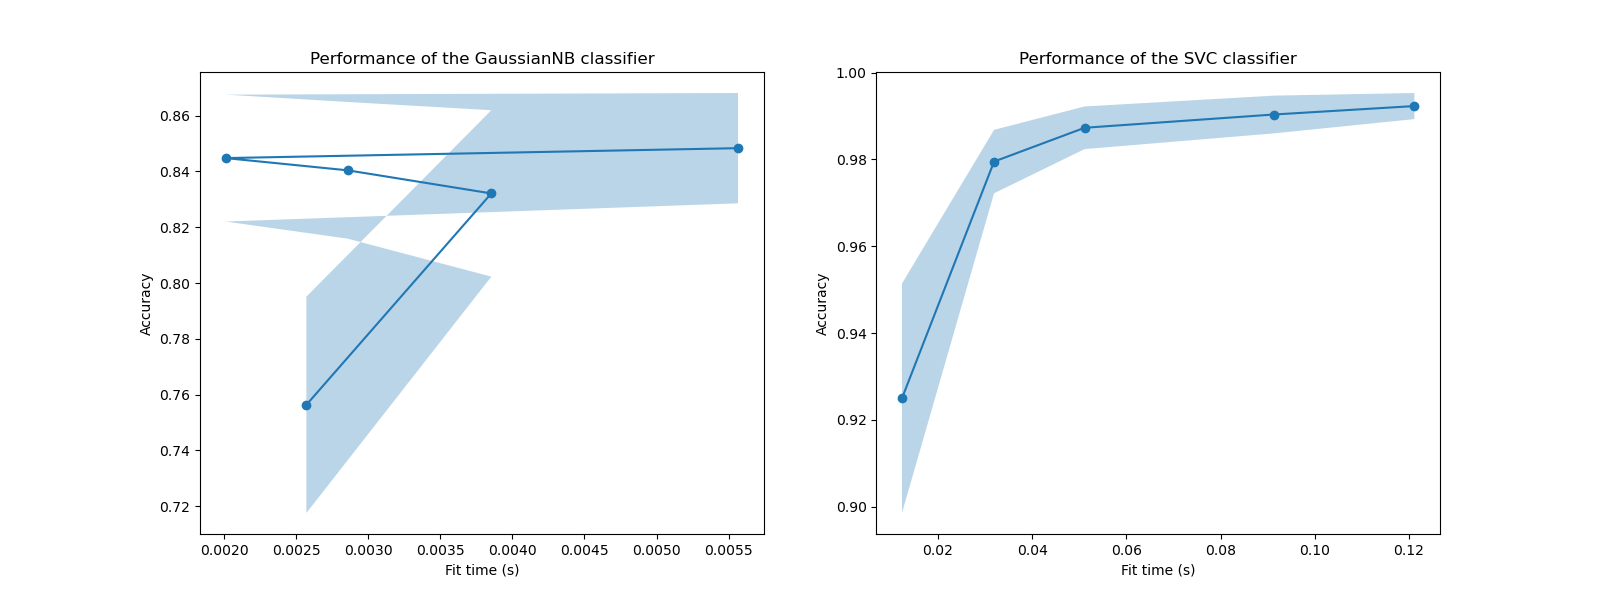 Performance of the GaussianNB classifier
Accuracy
0.86
0.84
0.82
0.80
0.78
0.76
0.74
0.72
0.0020 0.0025 0.0030 0.0035 0.0040 0.0045 0.0050 0.0055
Fit time (s)
Performance of the SVC classifier
Accuracy
1.00
0.98
0.96
0.94
0.92
0.90
0.02 0.04 0.06 0.08 0.10 0.12
Fit time (s)